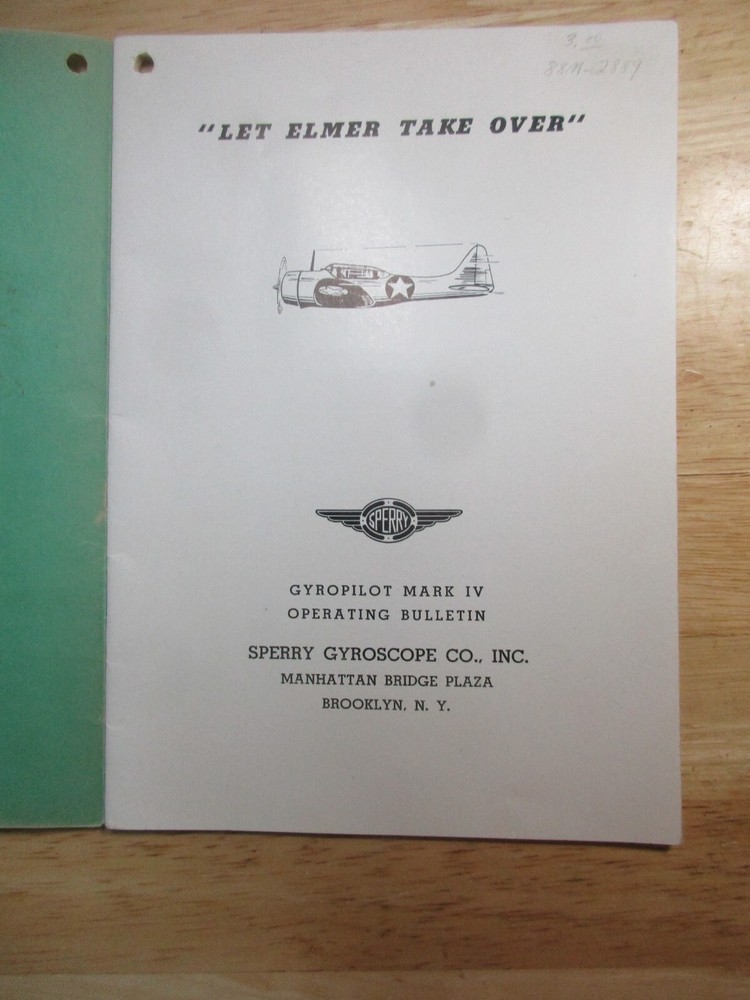 3.00
88M-2889
"LET ELMER TAKE OVER"
SPERRY
GYROPILOT MARK IV
OPERATING BULLETIN
SPERRY GYROSCOPE CO., INC.
MANHATTAN BRIDGE PLAZA
BROOKLYN, N. Y.